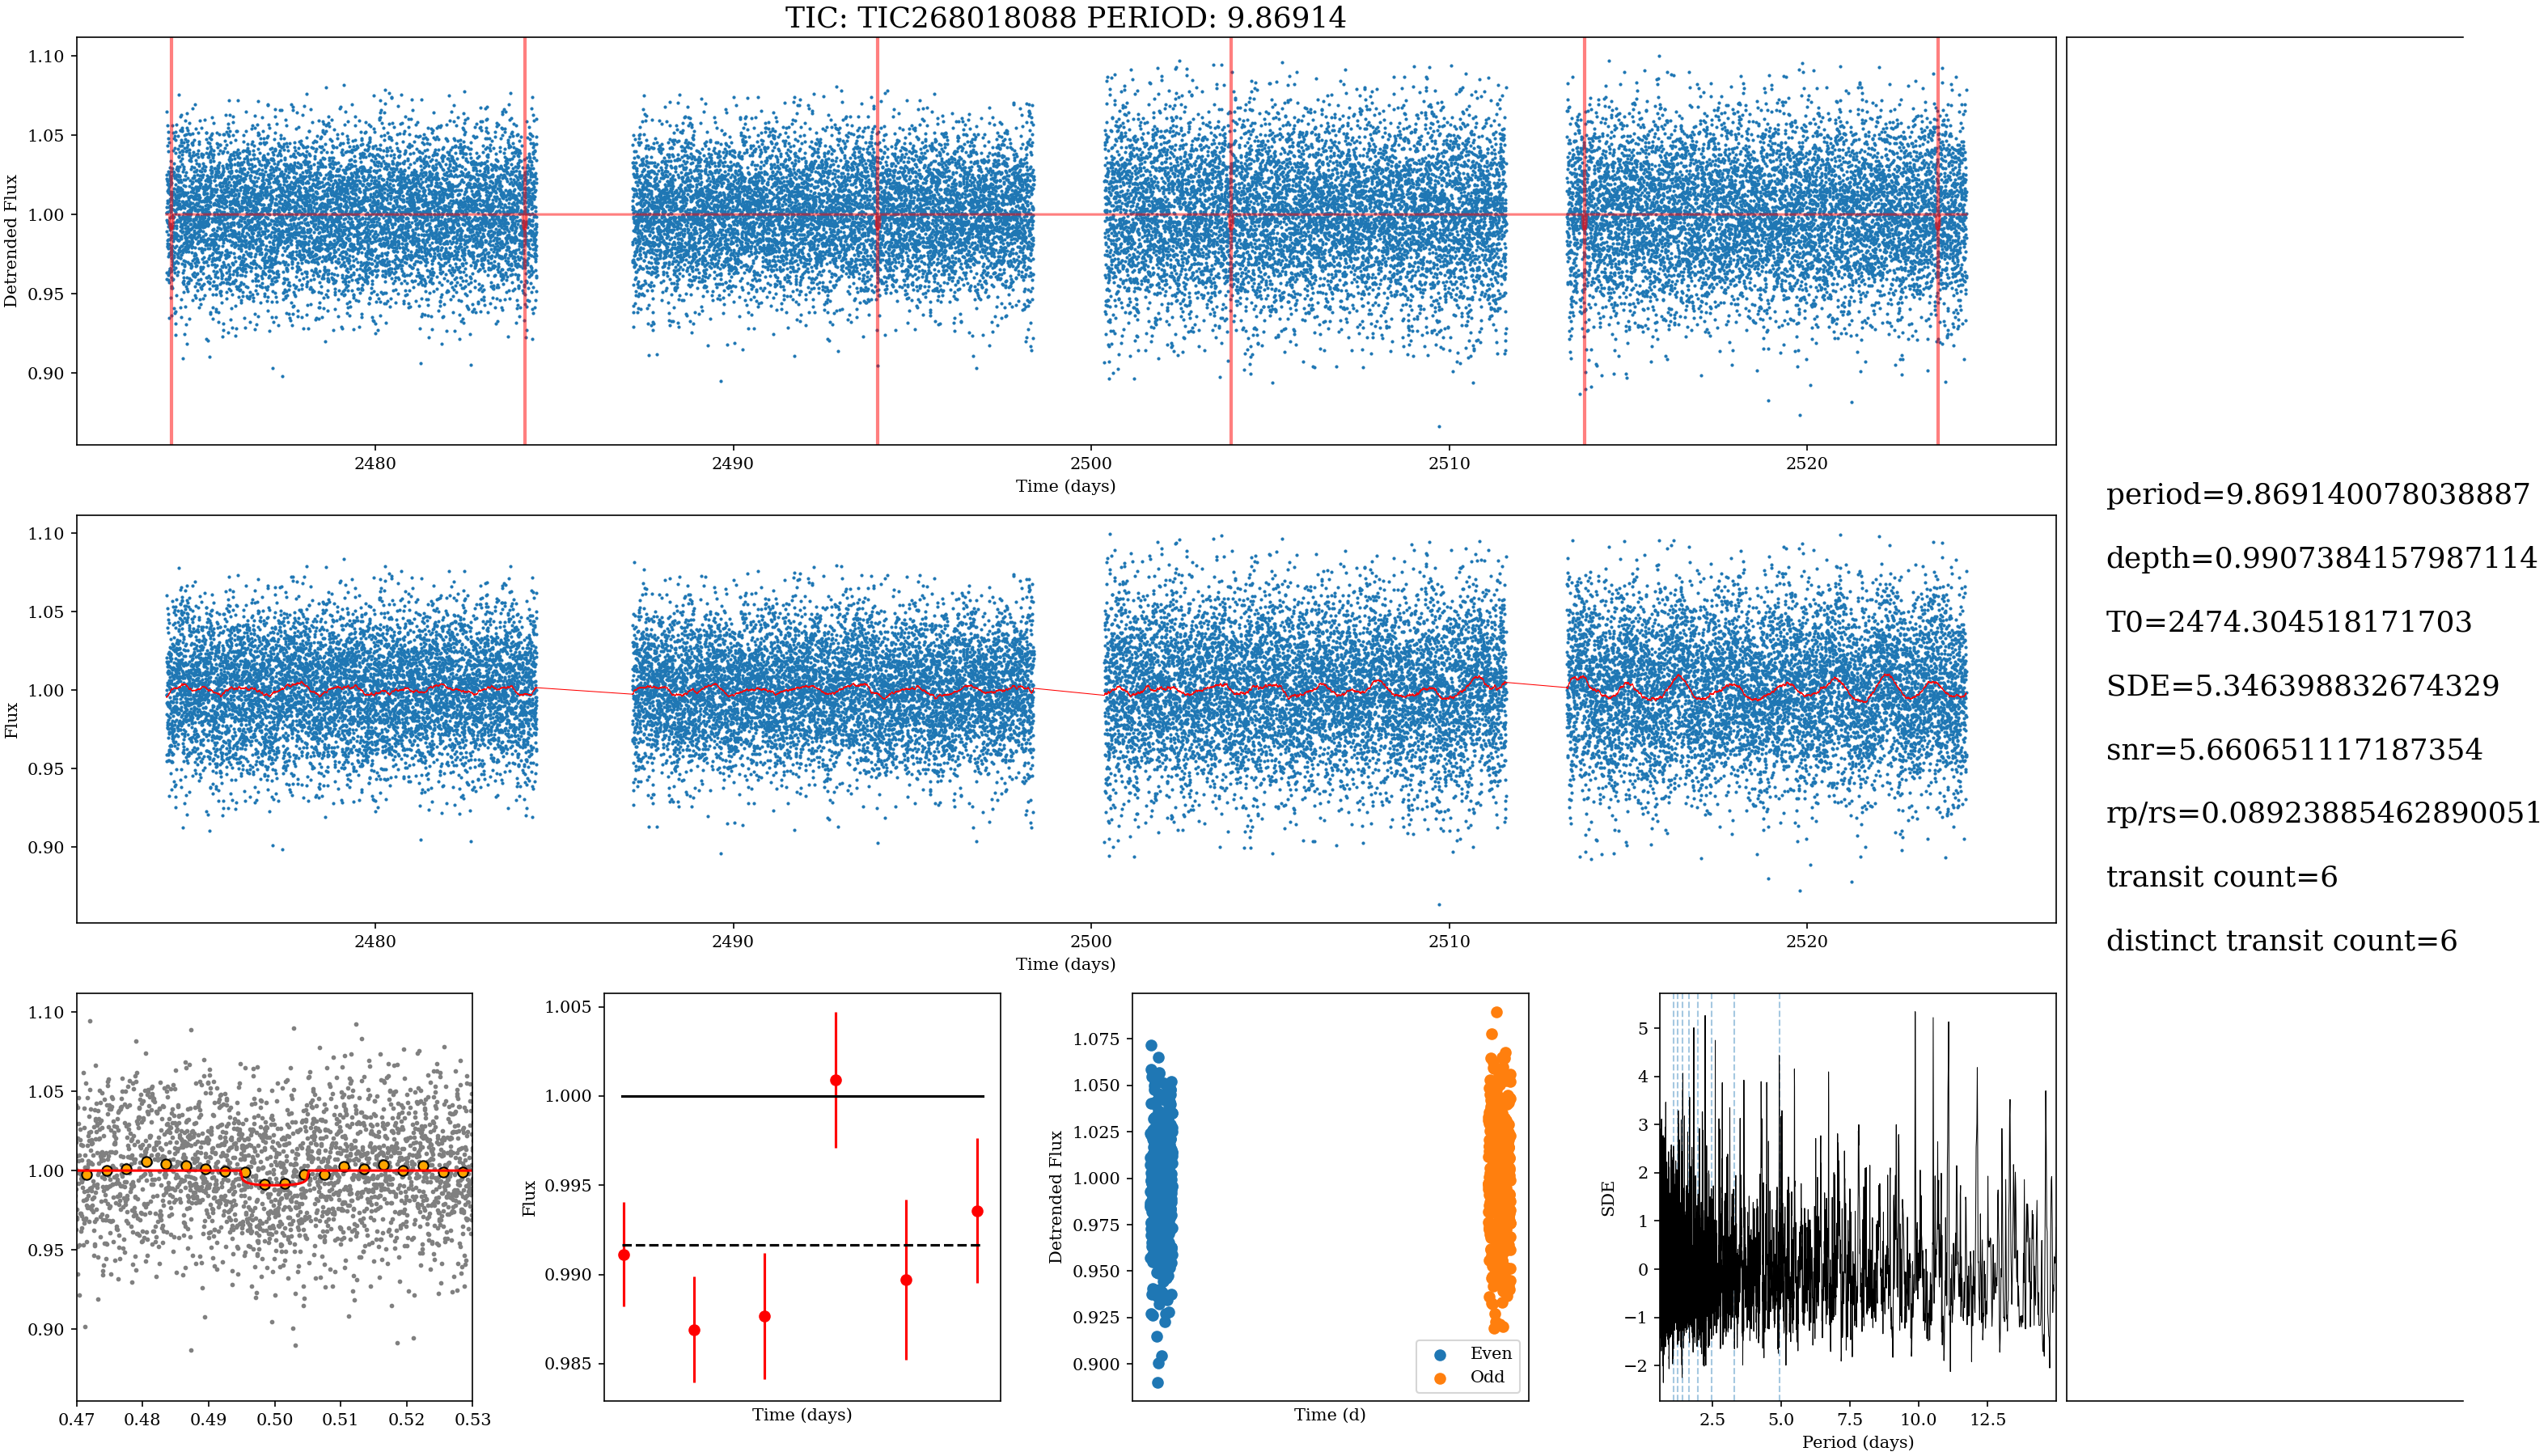 TIC: TIC268018088 PERIOD: 9.86914
1.10
1.05
1.00
0.95
0.90
Detrended Flux
2480
2490
2500
2510
2520
Time (days)
1.10
1.05
1.00
0.95
0.90
Flux
2480
2490
2500
2510
2520
Time (days)
period=9.869140078038887
depth=0.9907384157987114
T0=2474.304518171703
SDE=5.346398832674329
snr=5.660651117187354
rp/rs=0.08923885462890051
transit count=6
distinct transit count=6
1.10
1.05
1.00
0.95
0.90
0.47
0.48
0.49
0.50
0.51
0.52
0.53
1.005
1.000
0.995
0.990
0.985
Flux
Time (days)
1.075
1.050
1.025
1.000
0.975
0.950
0.925
0.900
Detrended Flux
Even
Odd
Time (d)
5
4
3
2
1
0
−1
−2
SDE
2.5
5.0
7.5
10.0
12.5
Period (days)